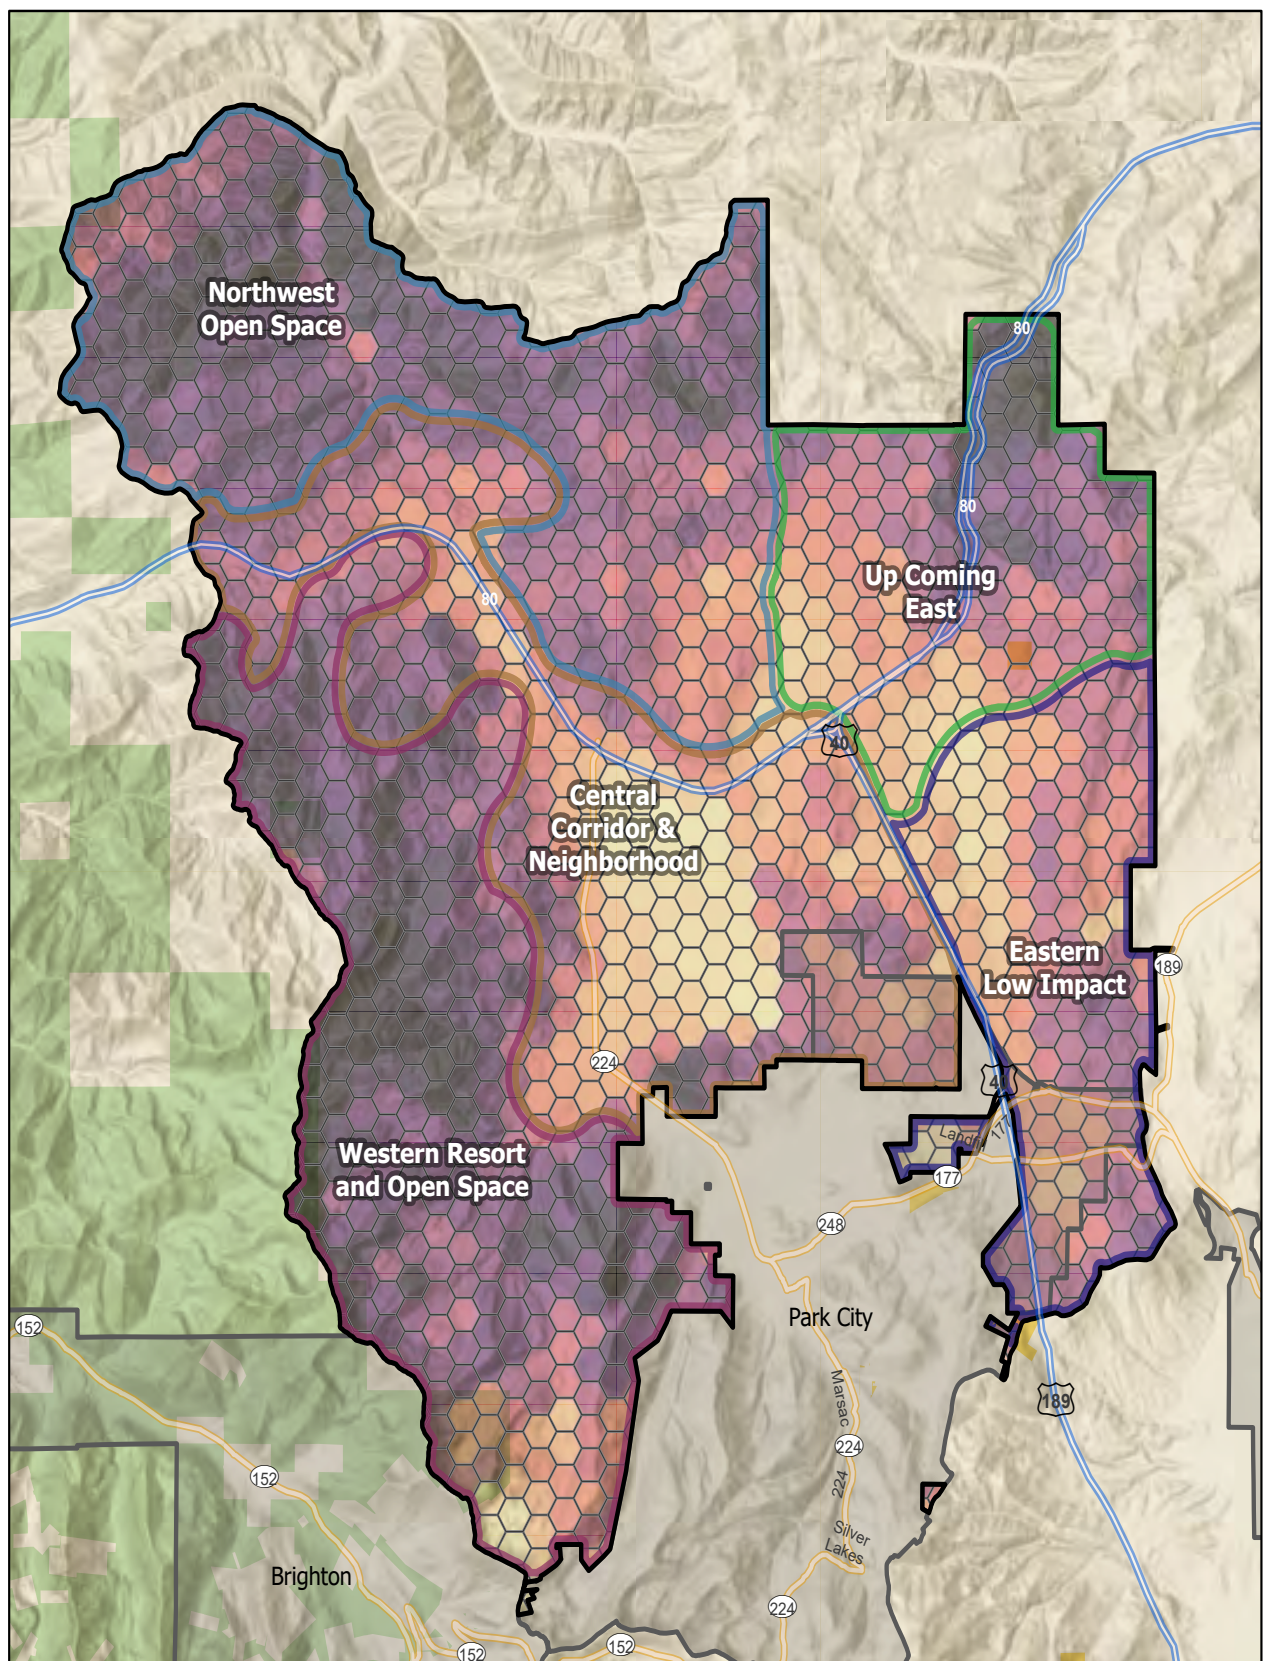 Northwest
Open Space
80
80
Up Coming
East
80
40
Central
Corridor &
Neighborhood
Eastern
Low Impact
189
224
Western Resort
and Open Space
177
177
248
Park City
152
Marsac
189
224
152
224
Silver
Lakes
Brighton
224
152
152